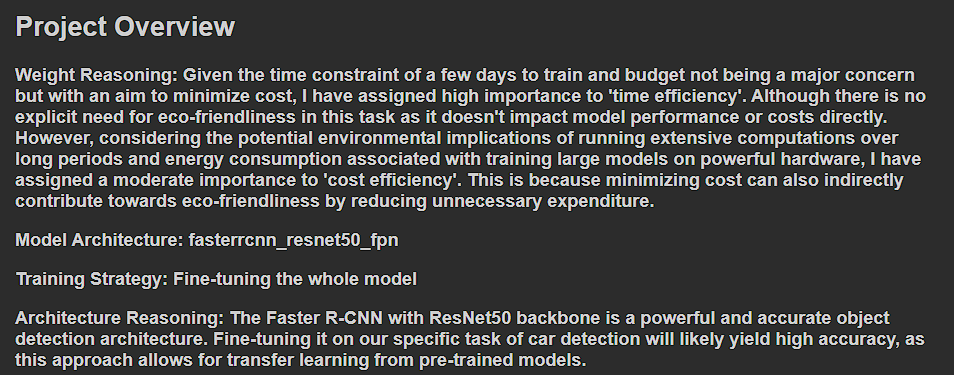 Project Overview
Weight Reasoning: Given the time constraint of a few days to train and budget not being a major concern
but with an aim to minimize cost, I have assigned high importance to 'time efficiency'. Although there is no
explicit need for eco-friendliness in this task as it doesn't impact model performance or costs directly.
However, considering the potential environmental implications of running extensive computations over
long periods and energy consumption associated with training large models on powerful hardware, I have
assigned a moderate importance to 'cost efficiency'. This is because minimizing cost can also indirectly
contribute towards eco-friendliness by reducing unnecessary expenditure.
Model Architecture: fasterrcnn_resnet50_fpn
Training Strategy: Fine-tuning the whole model
Architecture Reasoning: The Faster R-CNN with ResNet50 backbone is a powerful and accurate object
detection architecture. Fine-tuning it on our specific task of car detection will likely yield high accuracy, as
this approach allows for transfer learning from pre-trained models.